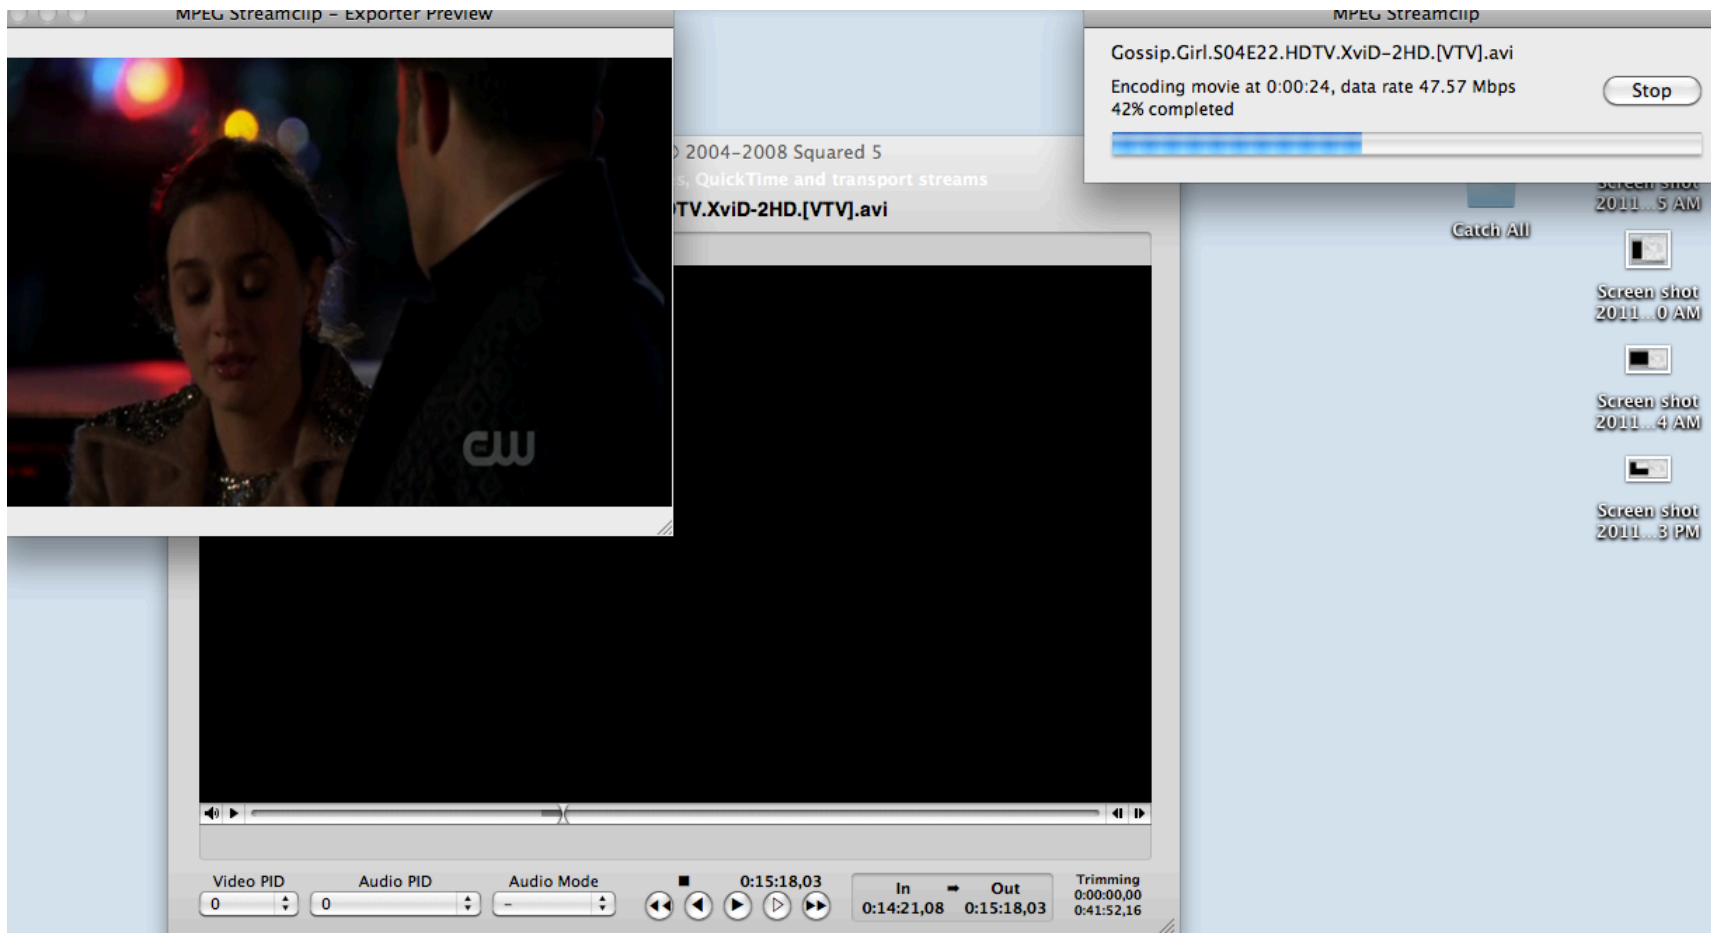 MPEG Streamclip – Exporter Preview
MPEG Streamclip
Gossip.Girl.S04E22.HDTV.XviD-2HD.[VTV].avi
Encoding movie at 0:00:24, data rate 47.57 Mbps
42% completed
Stop
2004-2008 Squared 5
s, QuickTime and transport streams
TV.XviD-2HD.[VTV].avi
THE CW
Catch All
Screen shot
2011...5 AM
Screen shot
2011...0 AM
Screen shot
2011...4 AM
Screen shot
2011...3 PM
Video PID
Audio PID
Audio Mode
0:15:18,03
0
0
–
In ➡ Out
0:14:21,08 0:15:18,03
Trimming
0:00:00,00
0:41:52,16